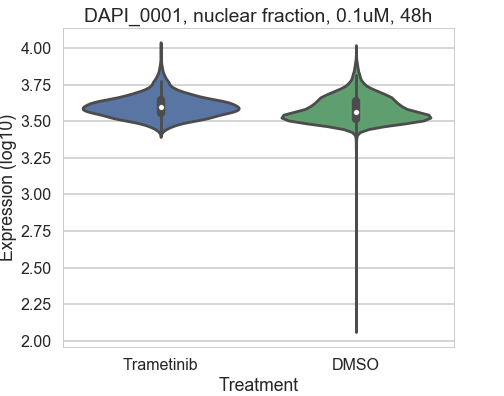 DAPI_0001, nuclear fraction, 0.1uM, 48h
4.00
3.75
3.50
3.25
3.00
2.75
2.50
2.25
2.00
Expression (log10)
Trametinib
DMSO
Treatment